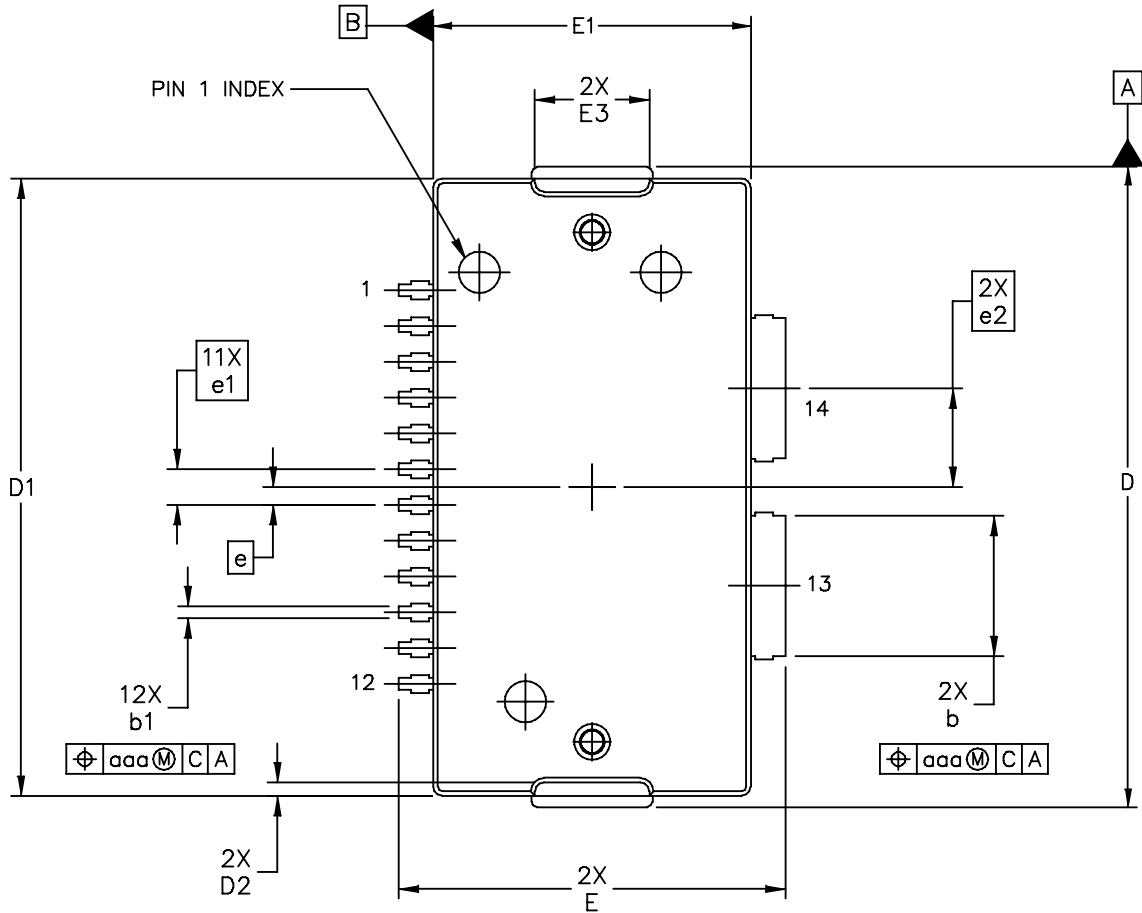 B
E1
PIN 1 INDEX
2X
E3
A
1
2X
e2
11X
e1
14
D1
D
e
13
12
12X
b1
2X
b
⌖ aaa Ⓜ C A
⌖ aaa Ⓜ C A
2X
D2
2X
E